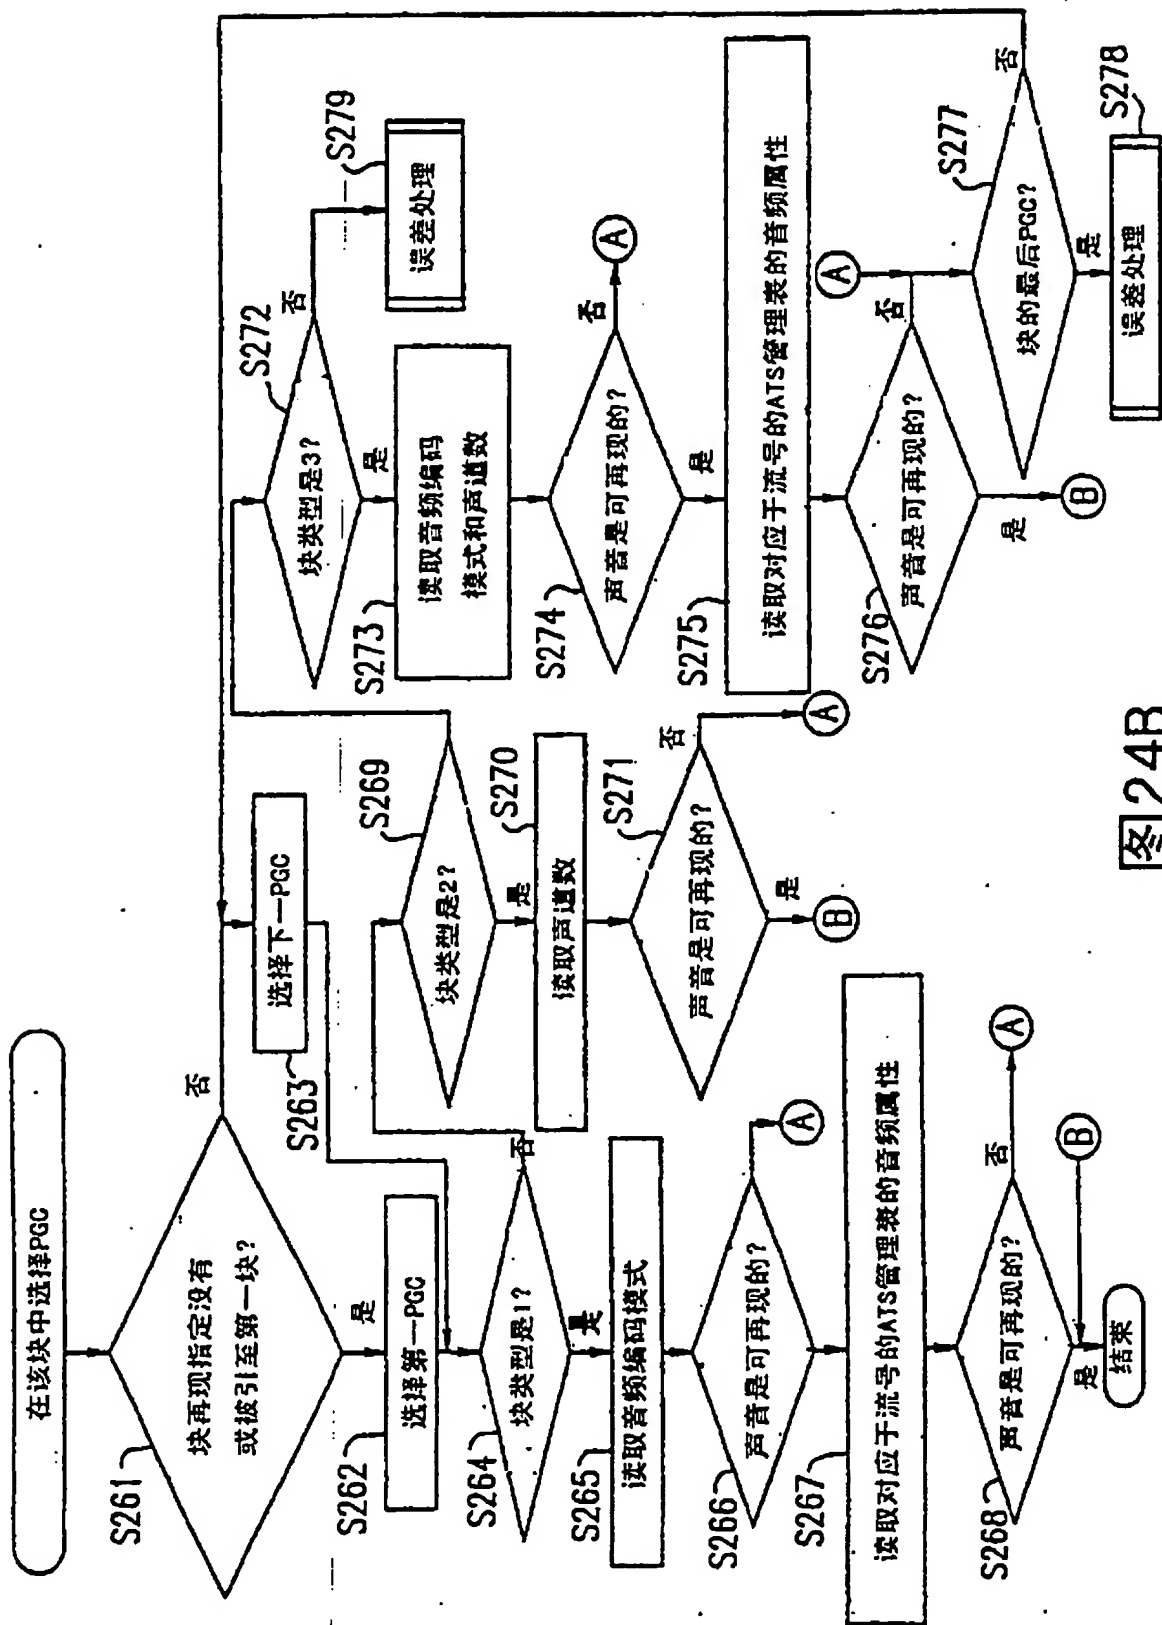 在该块中选择PGC
块再现指定没有
或被引至第一块?
S261
否
是
选择第一PGC
S262
选择下一PGC
S263
块类型是1?
S264
否
是
读取音频编码模式
S265
声音是可再现的?
S266
A
读取对应于流号的ATS管理表的音频属性
S267
声音是可再现的?
S268
否
A
是
B
结束
块类型是2?
S269
是
读取声道数
S270
声音是可再现的?
S271
否
A
是
B
块类型是3?
S272
否
误差处理
S279
是
读取音频编码
模式和声道数
S273
声音是可再现的?
S274
否
A
是
读取对应于流号的ATS管理表的音频属性
S275
声音是可再现的?
S276
否
A
是
B
块的最后PGC?
S277
否
是
误差处理
S278
图24B